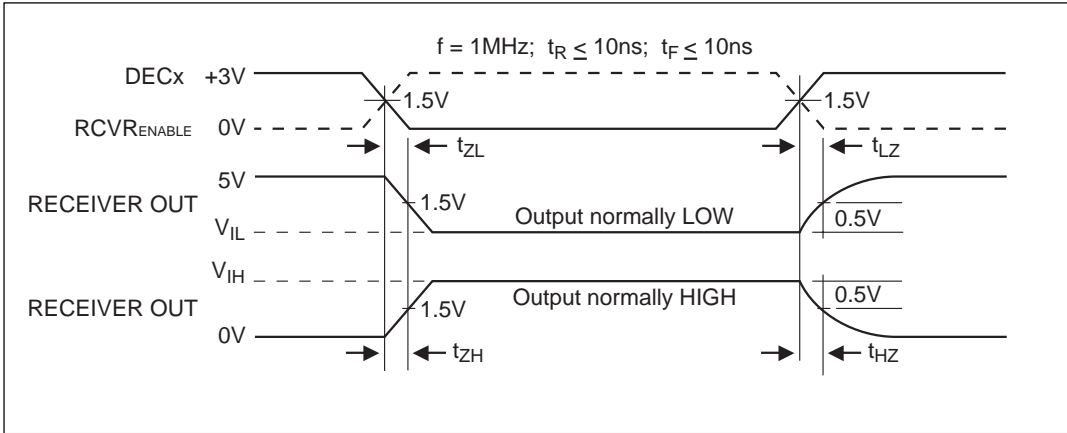 f = 1MHz; tR ≤ 10ns; tF ≤ 10ns
DECx +3V
1.5V 1.5V
RCVRENABLE 0V
tZL tLZ
5V
RECEIVER OUT 1.5V
Output normally LOW 0.5V
VIL
VIH
Output normally HIGH 0.5V
RECEIVER OUT 1.5V
0V
tZH tHZ